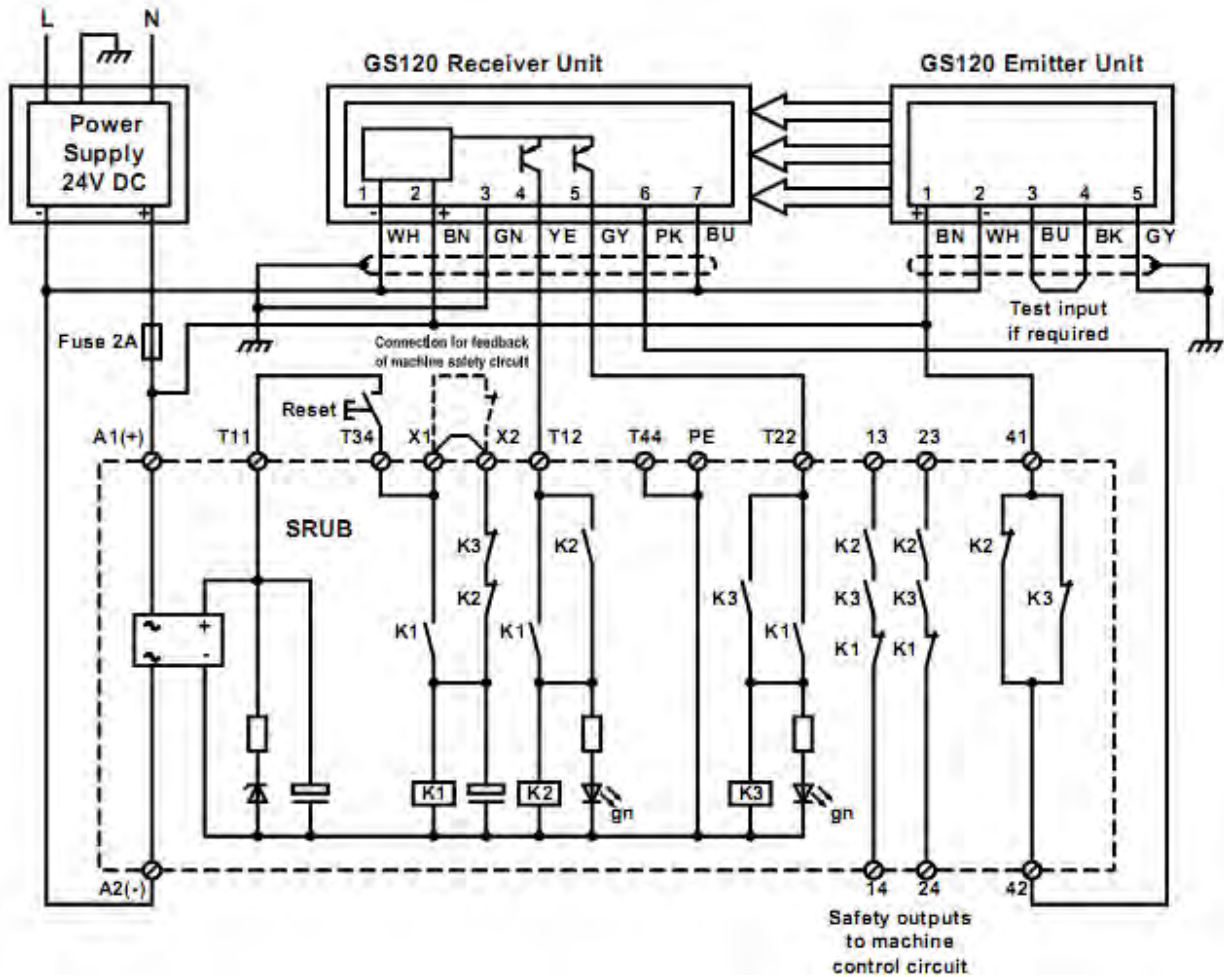 L N
GS120 Receiver Unit
GS120 Emitter Unit
Power
Supply
24V DC
- +
1 2 3 4 5 6 7
- +
WH BN GN YE GY PK BU
1 2 3 4 5
+ -
BN WH BU BK GY
Test input
if required
Fuse 2A
Connection for feedback
of machine safety circuit
Reset
A1(+) T11 T34 X1 X2 T12 T44 PE T22 13 23 41
SRUB
K3 K2 K2 K2 K2
K2 K3 K3 K3 K3
K1 K1 K1 K1 K1
~ +
~ -
K1 K2 gn K3 gn
A2(-) 14 24 42
Safety outputs
to machine
control circuit